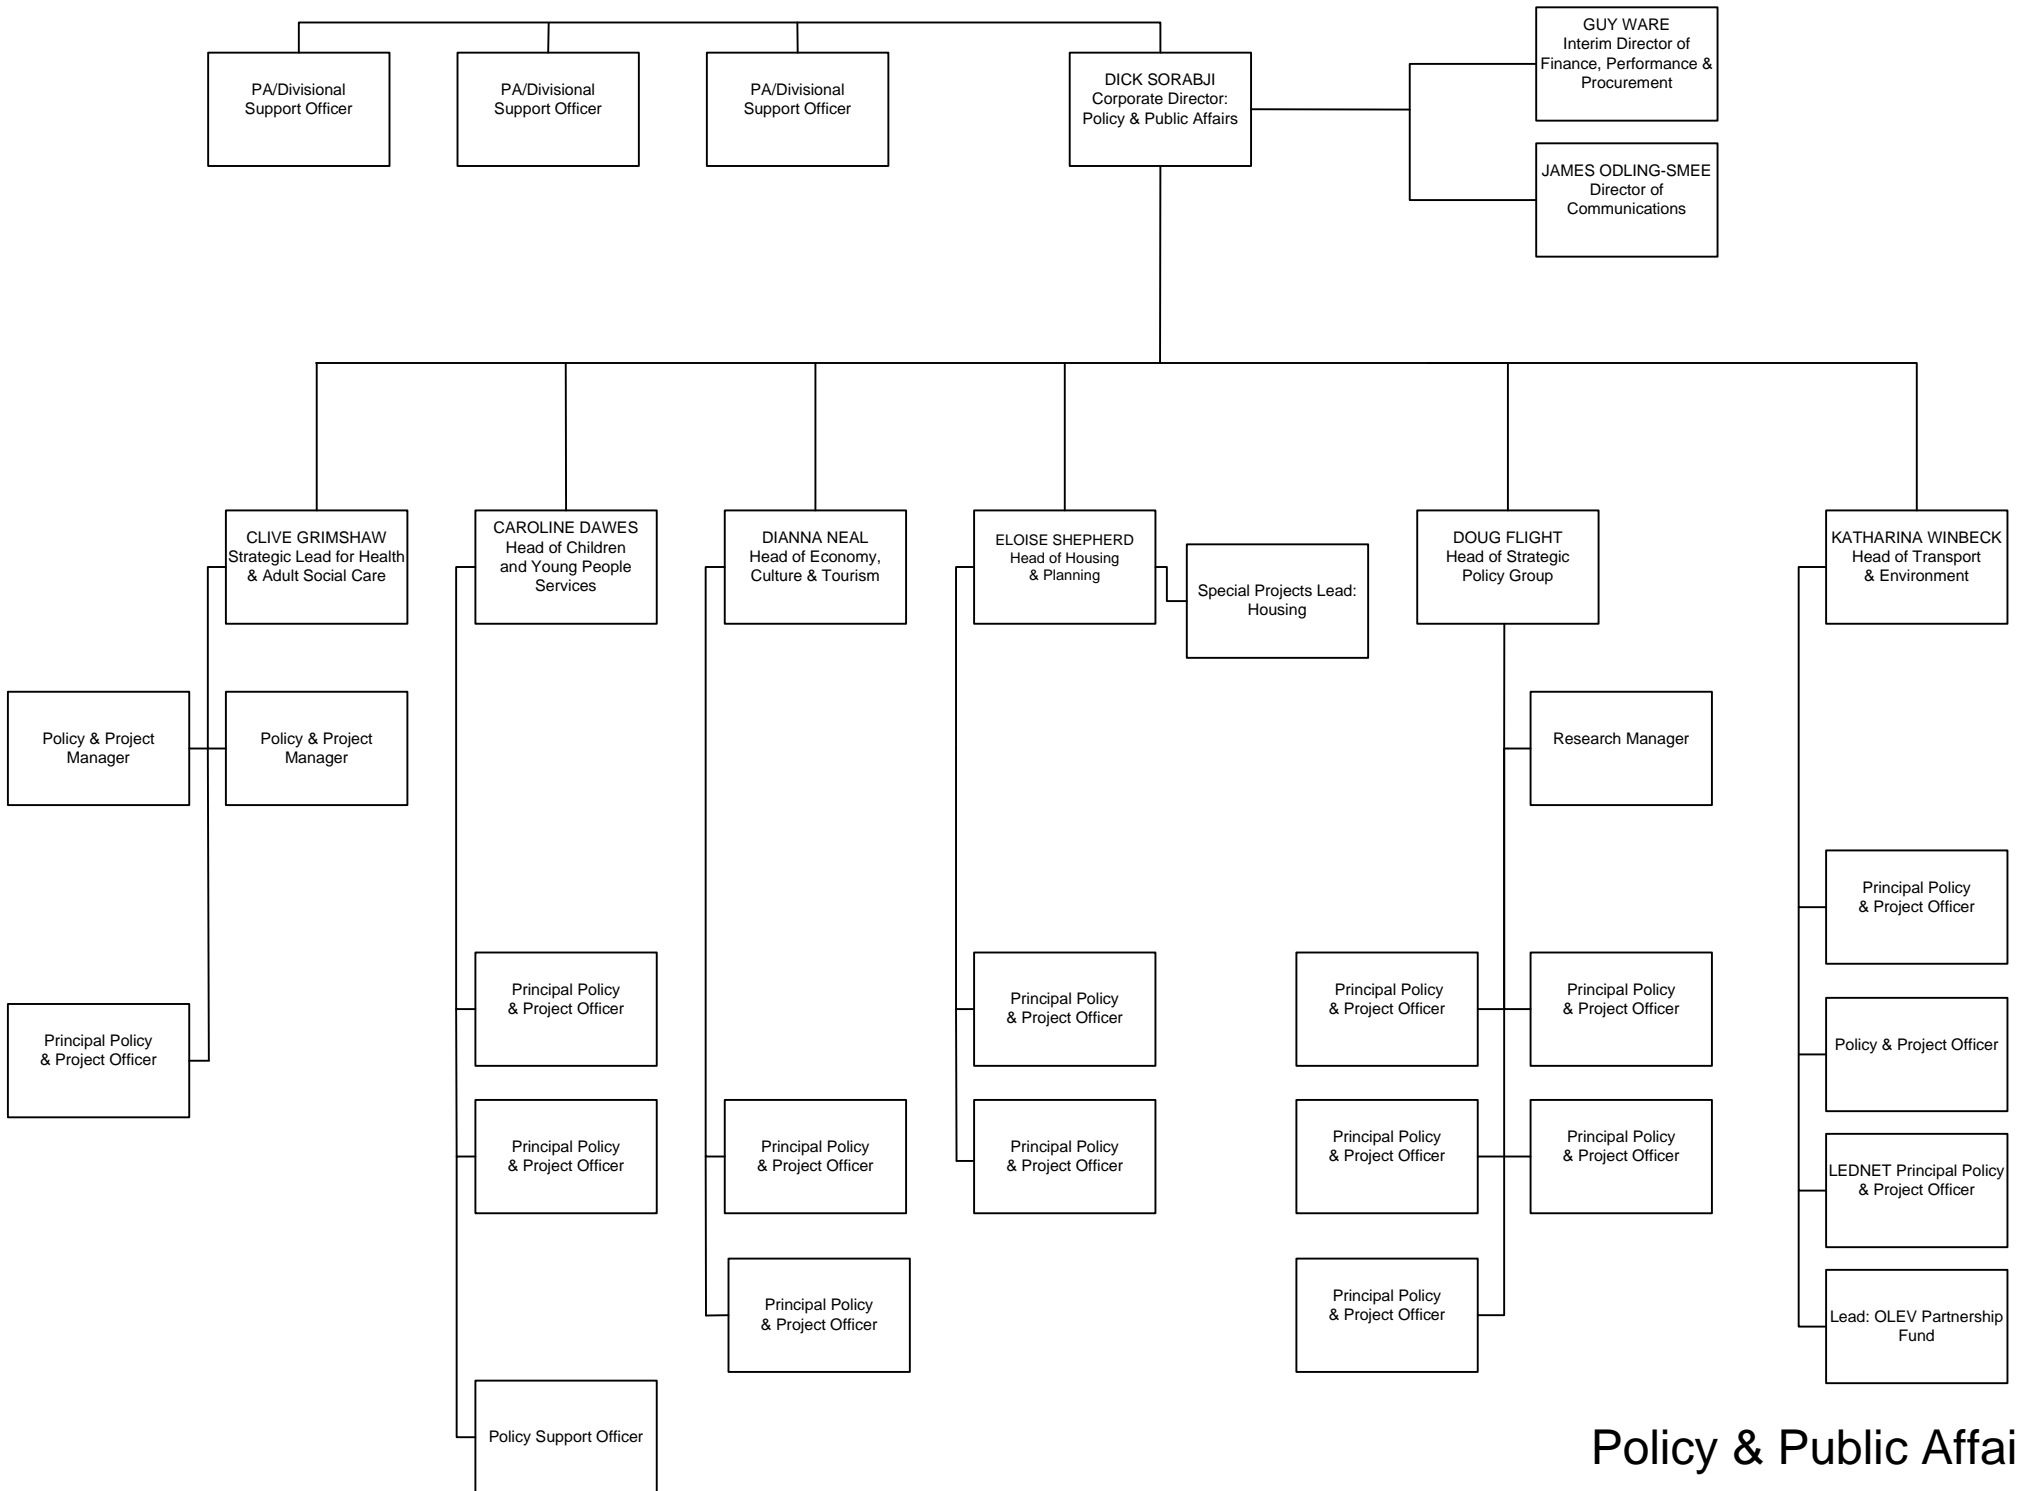 PA/Divisional
Support Officer
PA/Divisional
Support Officer
PA/Divisional
Support Officer
DICK SORABJI
Corporate Director:
Policy & Public Affairs
GUY WARE
Interim Director of
Finance, Performance &
Procurement
JAMES ODLING-SMEE
Director of
Communications
CLIVE GRIMSHAW
Strategic Lead for Health
& Adult Social Care
CAROLINE DAWES
Head of Children
and Young People
Services
DIANNA NEAL
Head of Economy,
Culture & Tourism
ELOISE SHEPHERD
Head of Housing
& Planning
Special Projects Lead:
Housing
DOUG FLIGHT
Head of Strategic
Policy Group
KATHARINA WINBECK
Head of Transport
& Environment
Policy & Project
Manager
Policy & Project
Manager
Research Manager
Principal Policy
& Project Officer
Principal Policy
& Project Officer
Principal Policy
& Project Officer
Principal Policy
& Project Officer
Principal Policy
& Project Officer
Principal Policy
& Project Officer
Policy & Project Officer
Principal Policy
& Project Officer
Principal Policy
& Project Officer
Principal Policy
& Project Officer
Principal Policy
& Project Officer
Principal Policy
& Project Officer
LEDNET Principal Policy
& Project Officer
Principal Policy
& Project Officer
Principal Policy
& Project Officer
Lead: OLEV Partnership
Fund
Policy Support Officer
Policy & Public Affai